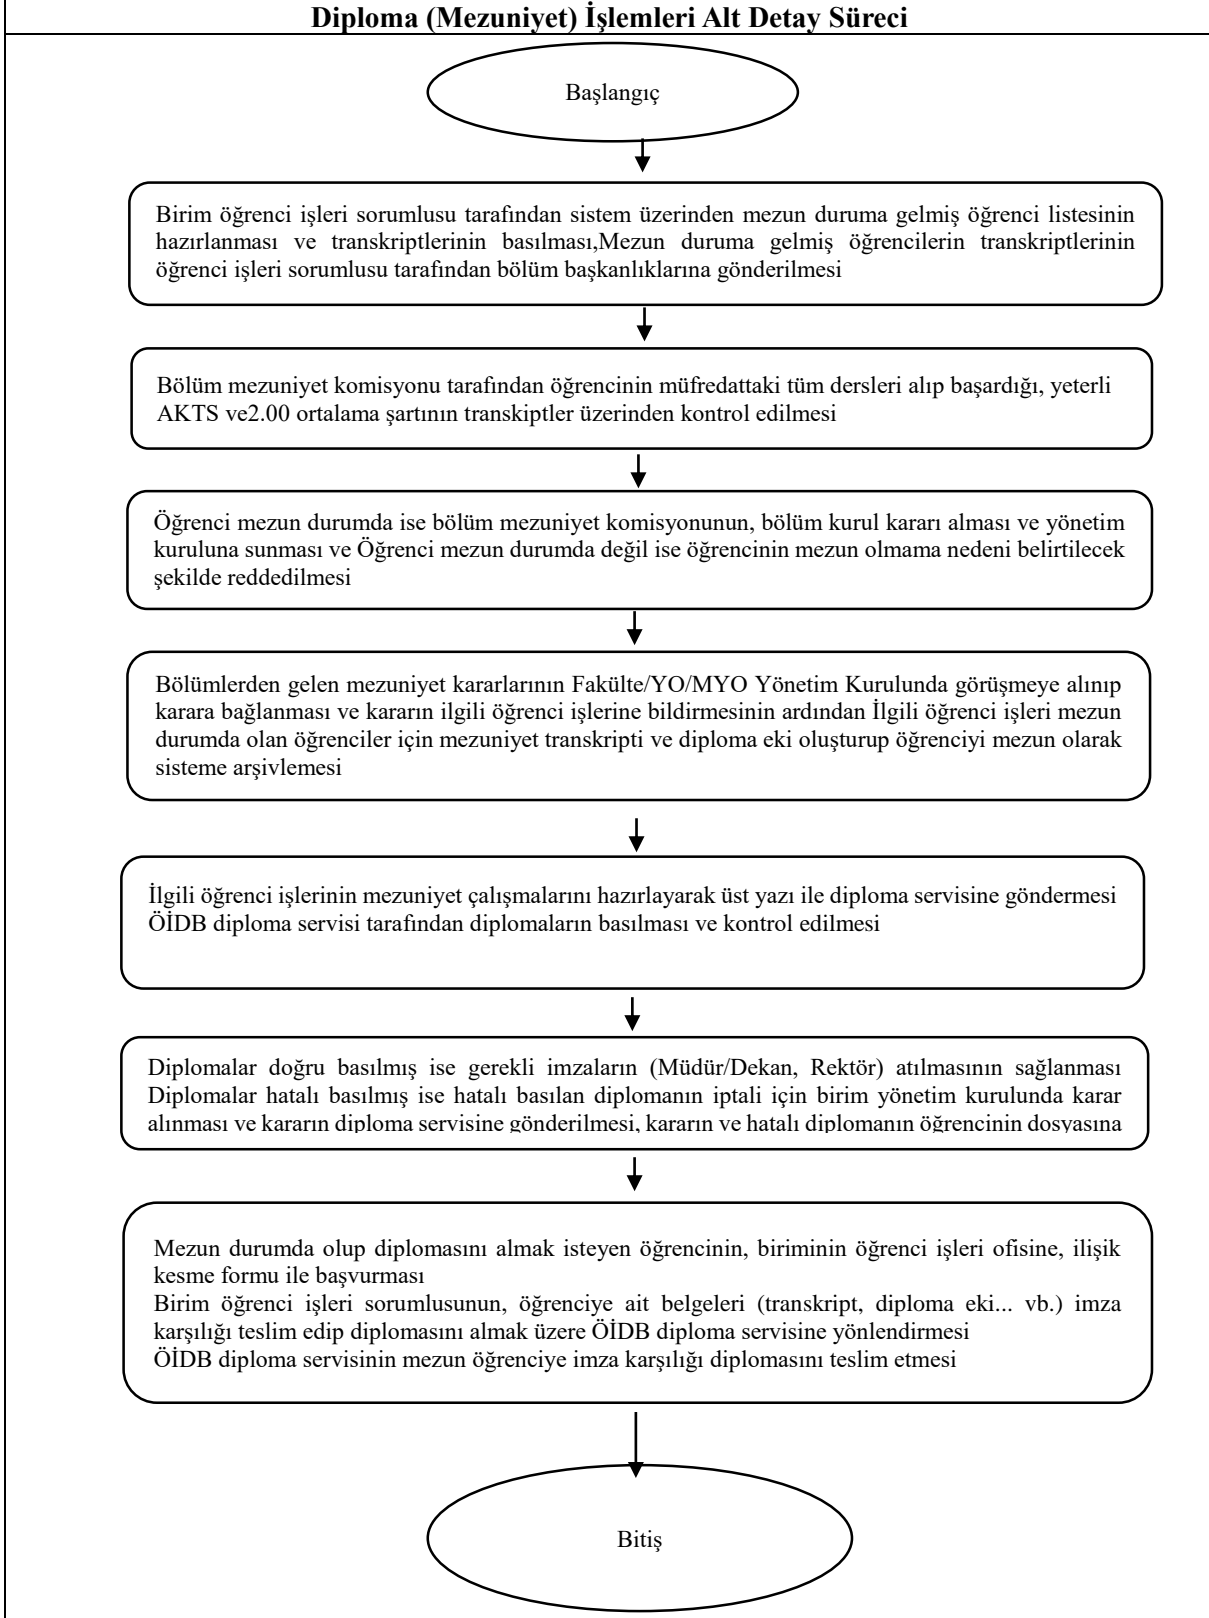 Diploma (Mezuniyet) İşlemleri Alt Detay Süreci
Başlangıç
Birim öğrenci işleri sorumlusu tarafından sistem üzerinden mezun duruma gelmiş öğrenci listesinin
hazırlanması ve transkriptlerinin basılması,Mezun duruma gelmiş öğrencilerin transkriptlerinin
öğrenci işleri sorumlusu tarafından bölüm başkanlıklarına gönderilmesi
Bölüm mezuniyet komisyonu tarafından öğrencinin müfredattaki tüm dersleri alıp başardığı, yeterli
AKTS ve2.00 ortalama şartının transkiptler üzerinden kontrol edilmesi
Öğrenci mezun durumda ise bölüm mezuniyet komisyonunun, bölüm kurul kararı alması ve yönetim
kuruluna sunması ve Öğrenci mezun durumda değil ise öğrencinin mezun olmama nedeni belirtilecek
şekilde reddedilmesi
Bölümlerden gelen mezuniyet kararlarının Fakülte/YO/MYO Yönetim Kurulunda görüşmeye alınıp
karara bağlanması ve kararın ilgili öğrenci işlerine bildirmesinin ardından İlgili öğrenci işleri mezun
durumda olan öğrenciler için mezuniyet transkripti ve diploma eki oluşturup öğrenciyi mezun olarak
sisteme arşivlemesi
İlgili öğrenci işlerinin mezuniyet çalışmalarını hazırlayarak üst yazı ile diploma servisine göndermesi
ÖİDB diploma servisi tarafından diplomaların basılması ve kontrol edilmesi
Diplomalar doğru basılmış ise gerekli imzaların (Müdür/Dekan, Rektör) atılmasının sağlanması
Diplomalar hatalı basılmış ise hatalı basılan diplomanın iptali için birim yönetim kurulunda karar
alınması ve kararın diploma servisine gönderilmesi, kararın ve hatalı diplomanın öğrencinin dosyasına
Mezun durumda olup diplomasını almak isteyen öğrencinin, biriminin öğrenci işleri ofisine, ilişik
kesme formu ile başvurması
Birim öğrenci işleri sorumlusunun, öğrenciye ait belgeleri (transkript, diploma eki... vb.) imza
karşılığı teslim edip diplomasını almak üzere ÖİDB diploma servisine yönlendirmesi
ÖİDB diploma servisinin mezun öğrenciye imza karşılığı diplomasını teslim etmesi
Bitiş